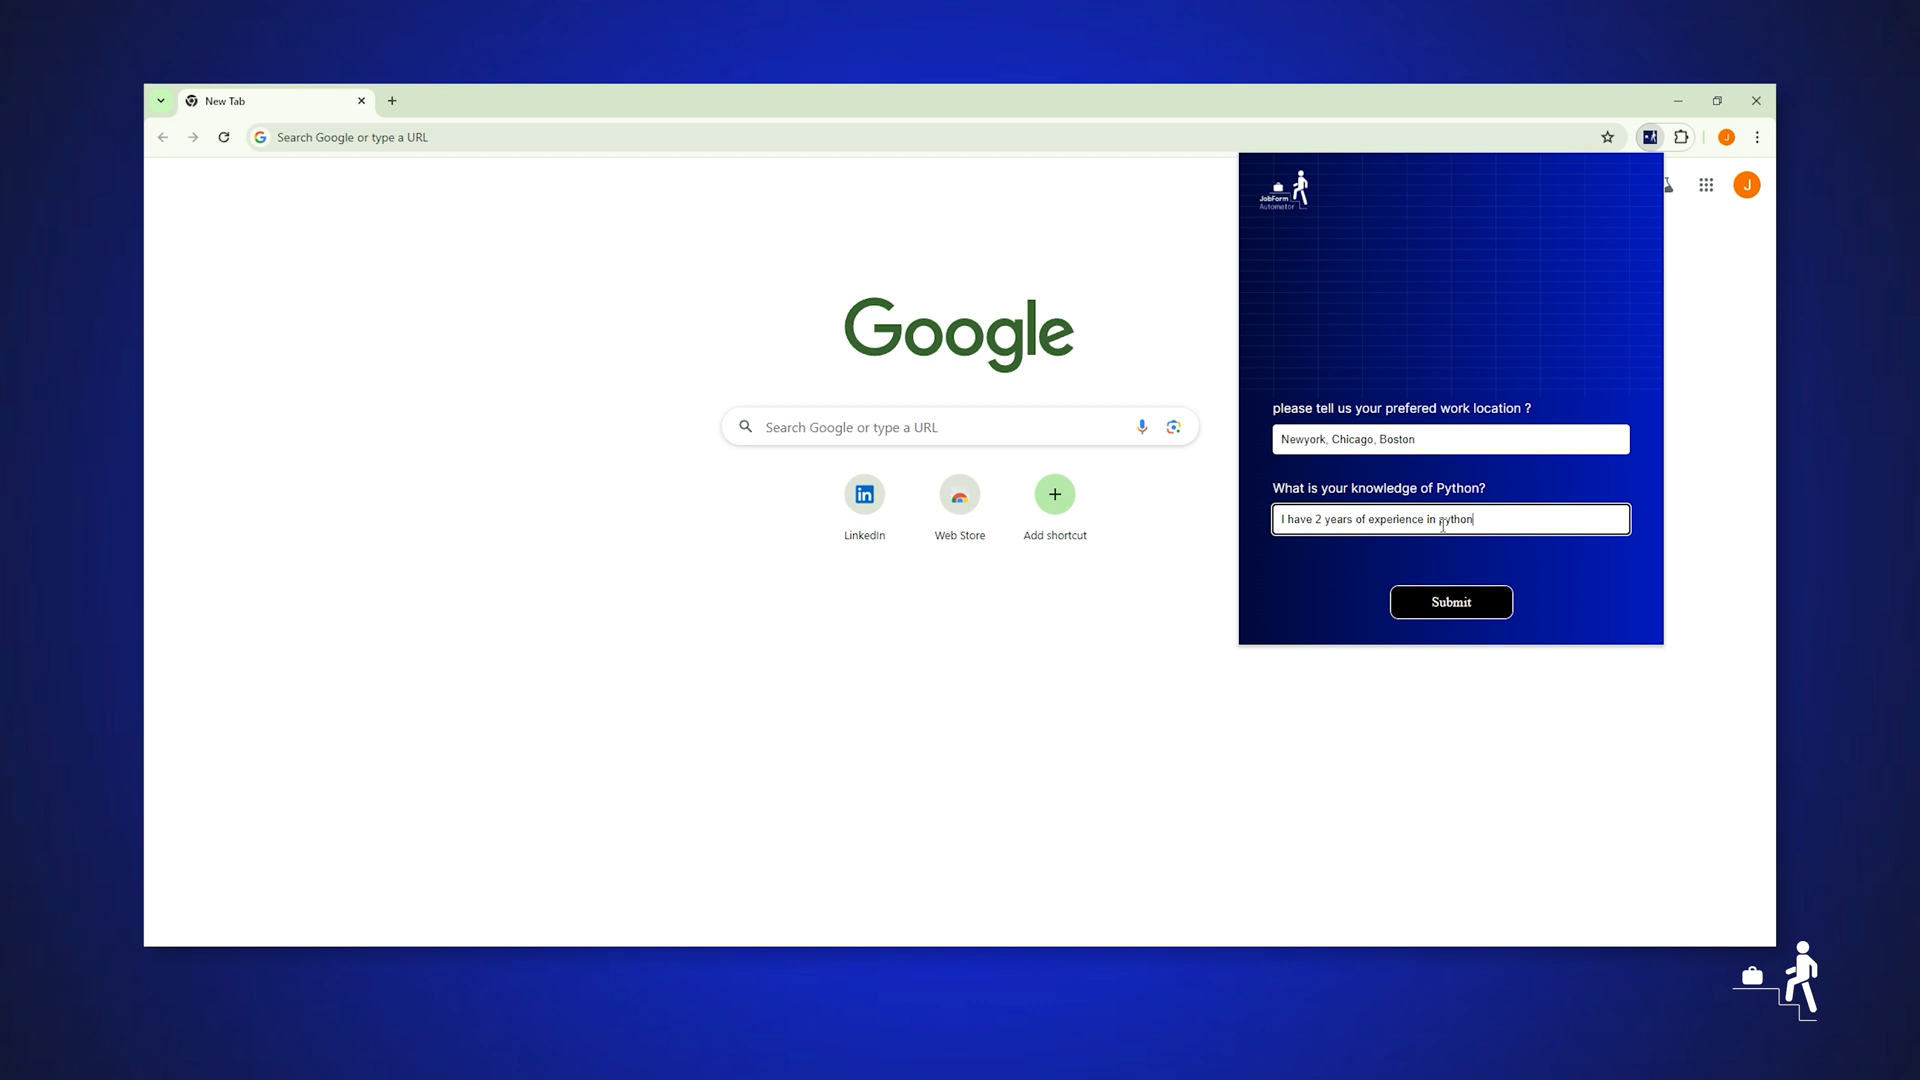 New Tab
Search Google or type a URL
J
J
JobForm
Automator
Google
please tell us your prefered work location ?
Newyork, Chicago, Boston
Search Google or type a URL
What is your knowledge of Python?
I have 2 years of experience in python
LinkedIn
Web Store
Add shortcut
Submit